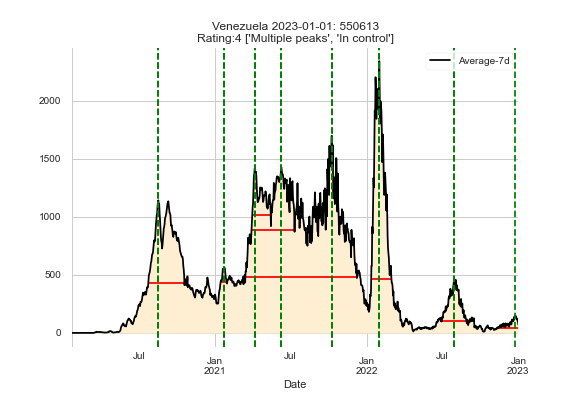 Venezuela 2023-01-01: 550613
Rating:4 ['Multiple peaks', 'In control']
Average-7d
2000
1500
1000
500
0
Jul
Jan
2021
Jul
Jan
2022
Jul
Jan
2023
Date